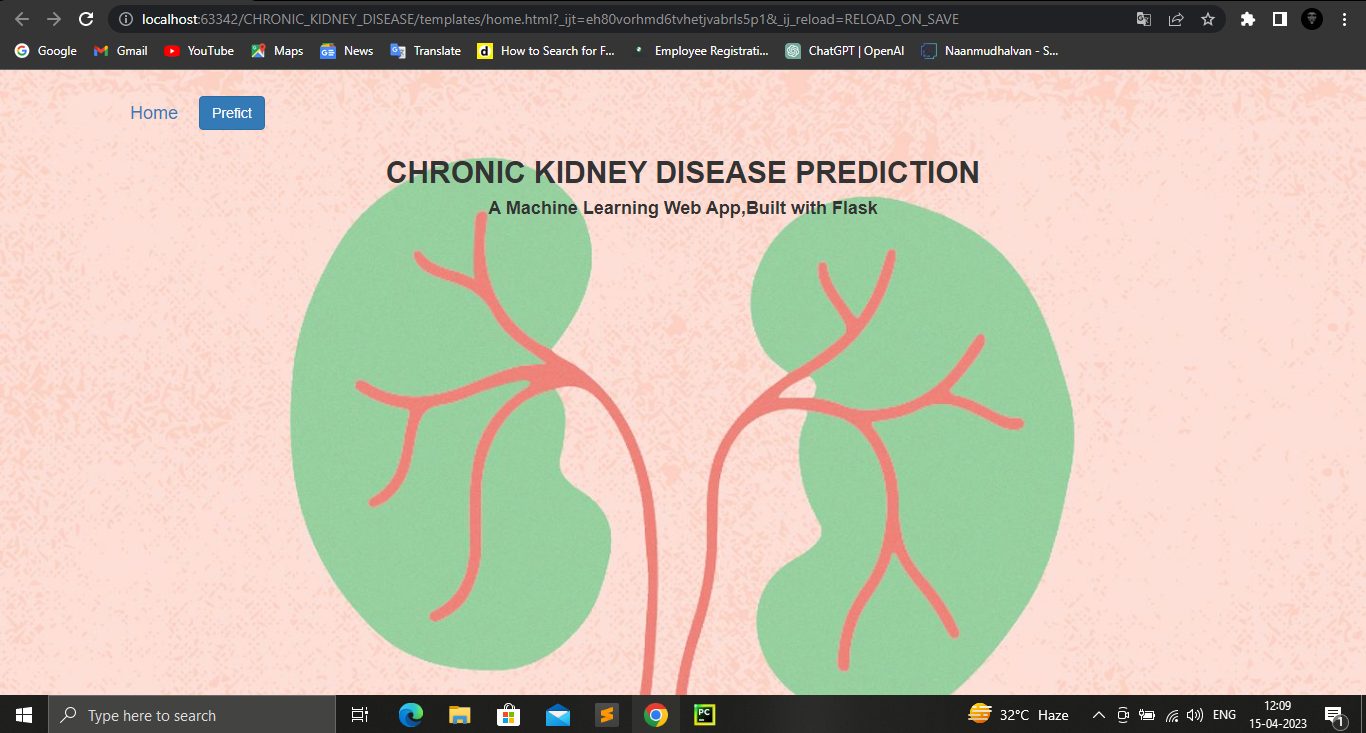 localhost:63342/CHRONIC_KIDNEY_DISEASE/templates/home.html?_ijt=eh80vorhmd6tvhetjvabrls5p1&_ij_reload=RELOAD_ON_SAVE
Google Gmail YouTube Maps News Translate How to Search for F... Employee Registrati... ChatGPT | OpenAI Naanmudhalvan - S...
Home Prefict
CHRONIC KIDNEY DISEASE PREDICTION
A Machine Learning Web App,Built with Flask
Type here to search PC 32°C Haze ENG 12:09
15-04-2023 1